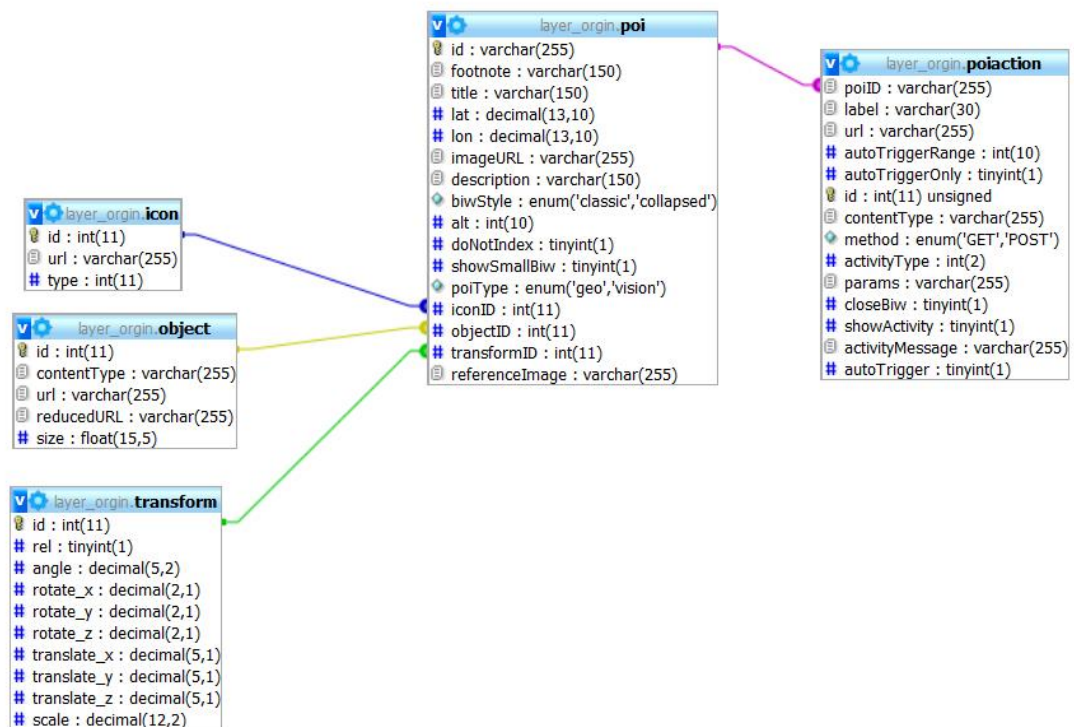 layer_orgin.poi
id : varchar(255)
footnote : varchar(150)
title : varchar(150)
lat : decimal(13,10)
lon : decimal(13,10)
imageURL : varchar(255)
description : varchar(150)
biwStyle : enum('classic','collapsed')
alt : int(10)
doNotIndex : tinyint(1)
showSmallBiw : tinyint(1)
poiType : enum('geo','vision')
iconID : int(11)
objectID : int(11)
transformID : int(11)
referenceImage : varchar(255)
layer_orgin.poiaction
poiID : varchar(255)
label : varchar(30)
url : varchar(255)
autoTriggerRange : int(10)
autoTriggerOnly : tinyint(1)
id : int(11) unsigned
contentType : varchar(255)
method : enum('GET','POST')
activityType : int(2)
params : varchar(255)
closeBiw : tinyint(1)
showActivity : tinyint(1)
activityMessage : varchar(255)
autoTrigger : tinyint(1)
layer_orgin.icon
id : int(11)
url : varchar(255)
type : int(11)
layer_orgin.object
id : int(11)
contentType : varchar(255)
url : varchar(255)
reducedURL : varchar(255)
size : float(15,5)
layer_orgin.transform
id : int(11)
rel : tinyint(1)
angle : decimal(5,2)
rotate_x : decimal(2,1)
rotate_y : decimal(2,1)
rotate_z : decimal(2,1)
translate_x : decimal(5,1)
translate_y : decimal(5,1)
translate_z : decimal(5,1)
scale : decimal(12,2)